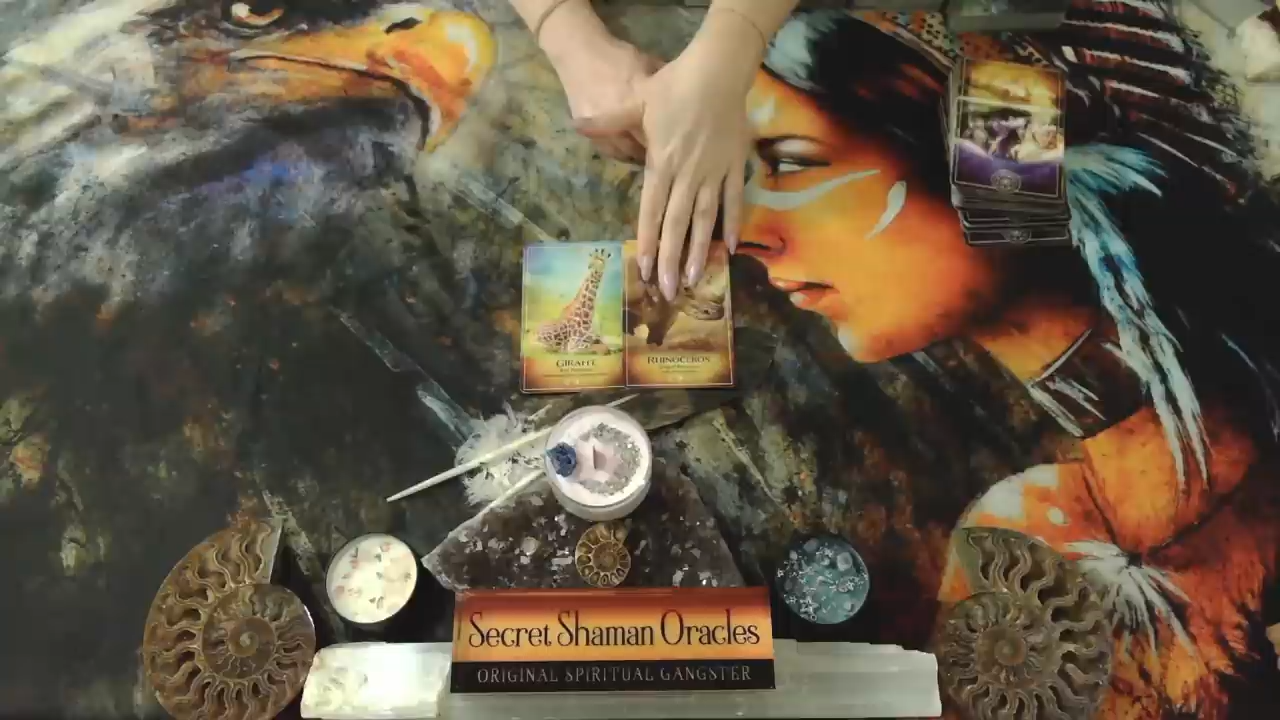 GIRAFFE
RHINOCEROS
Secret Shaman Oracles
ORIGINAL SPIRITUAL GANGSTER